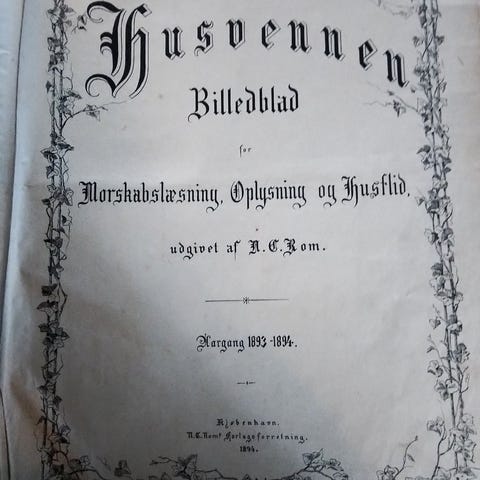 Husvennen
Billedblad
for
Morskabslæsning, Oplysning og Husflid,
udgivet af N. C. Rom.
Aargang 1893-1894.
Kjøbenhavn.
N. C. Roms Forlagsforretning.
1894.